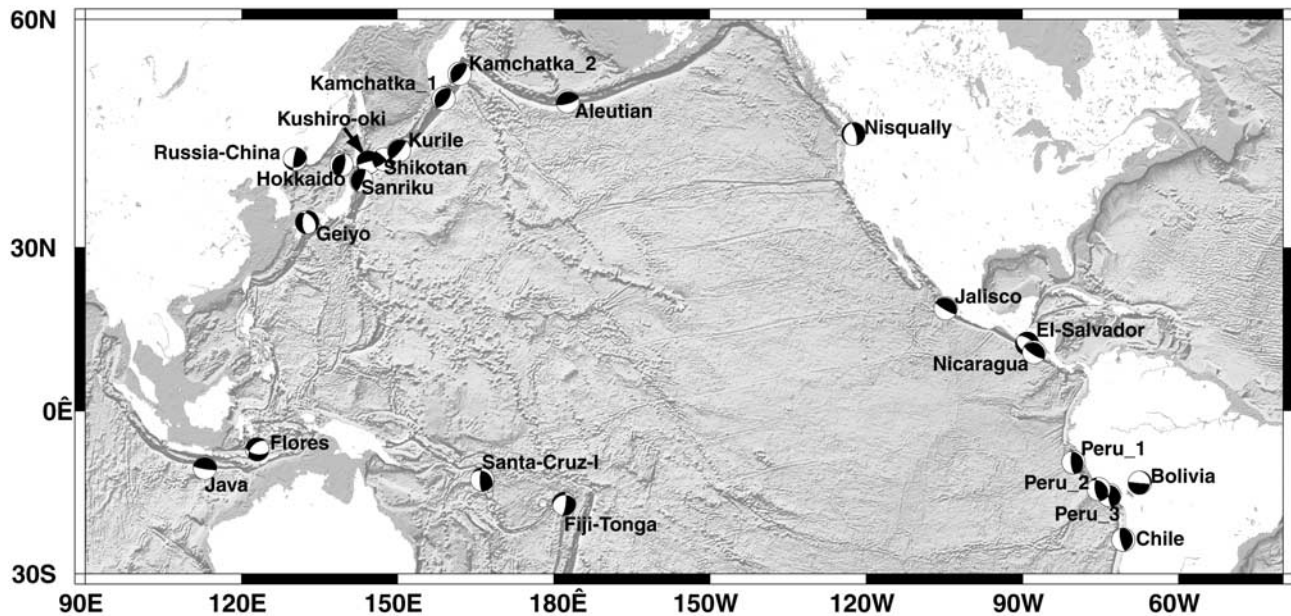 60N
Kamchatka_2
Kamchatka_1
Aleutian
Kushiro-oki
Nisqually
Kurile
Russia-China
Shikotan
Hokkaido
Sanriku
Geiyo
30N
Jalisco
El-Salvador
Nicaragua
0Ê
Flores
Peru_1
Santa-Cruz-I
Bolivia
Java
Peru_2
Peru_3
Fiji-Tonga
Chile
30S
90E 120E 150E 180Ê 150W 120W 90W 60W